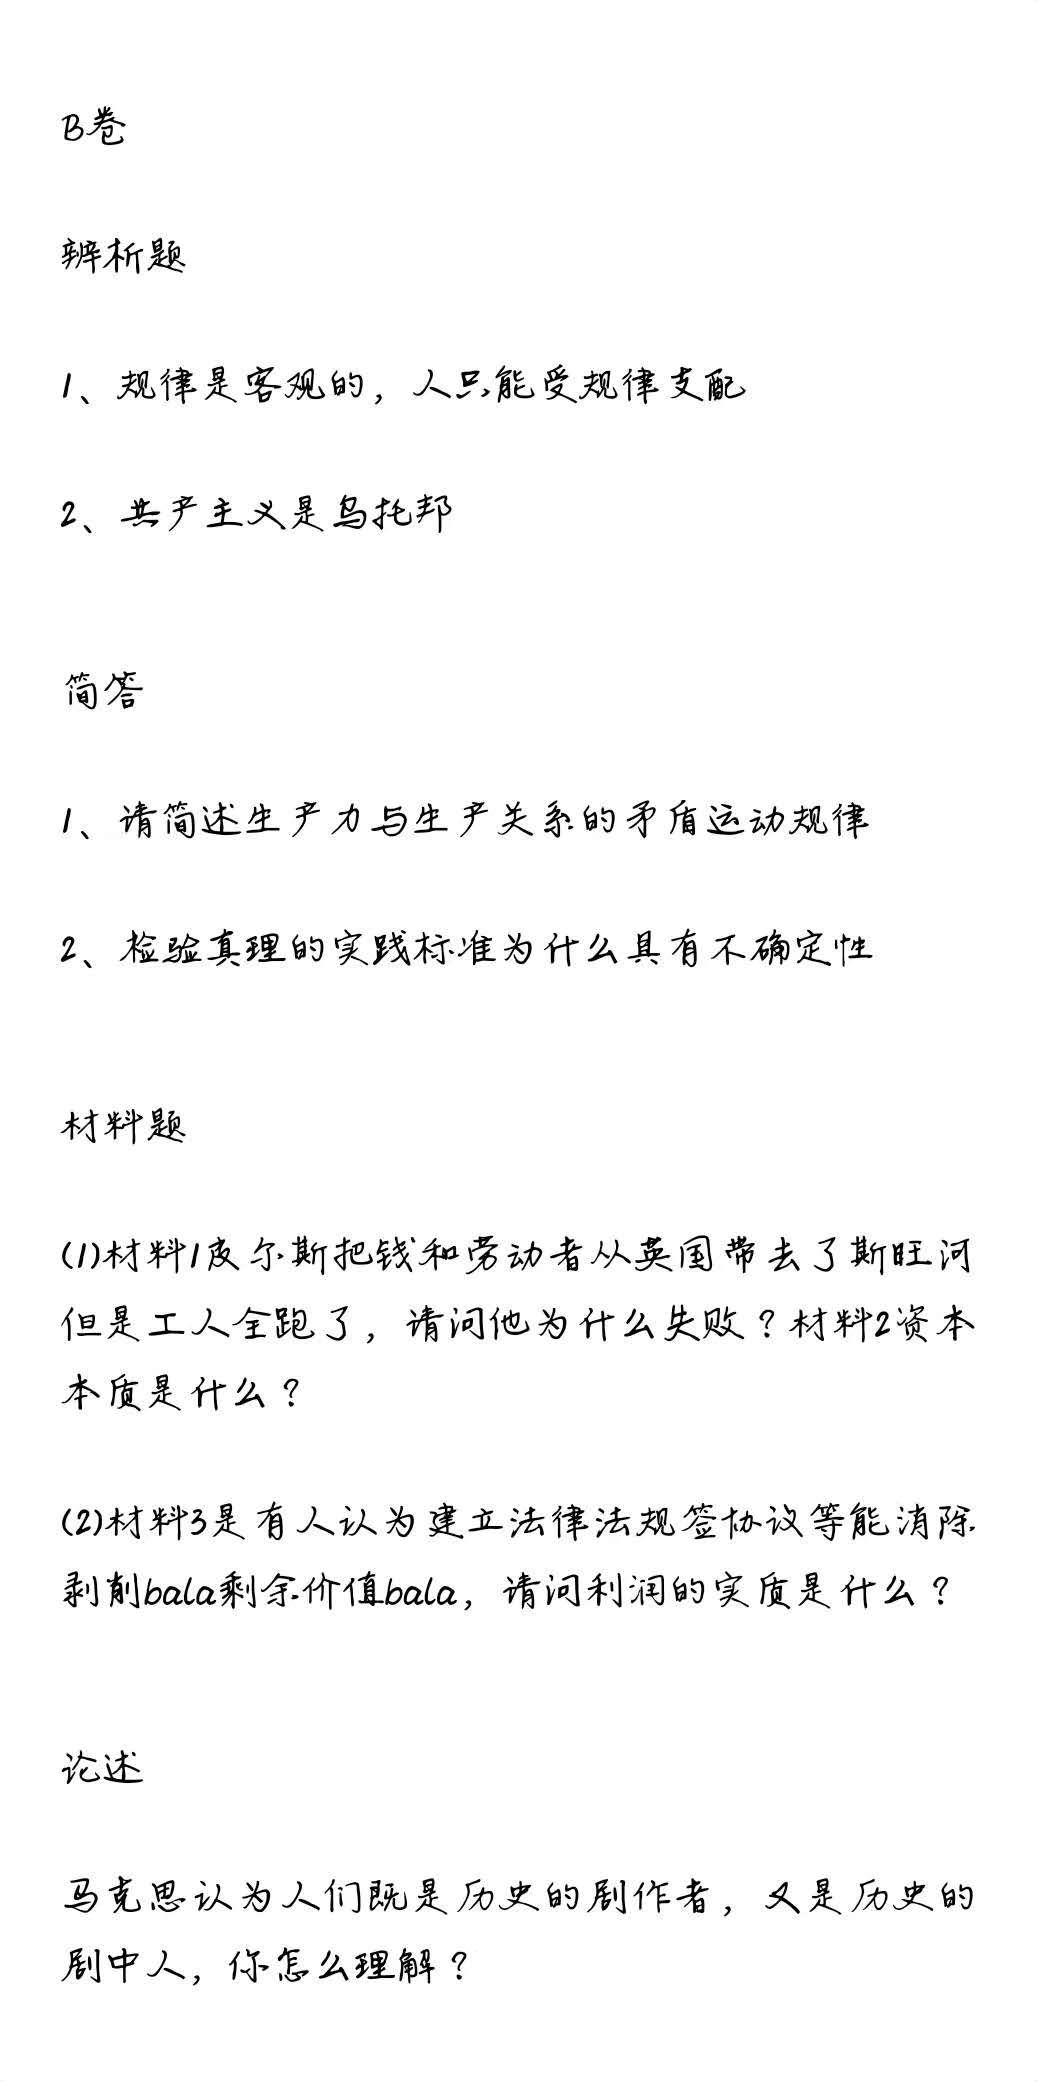 B卷
辨析题
1、规律是客观的，人只能受规律支配
2、共产主义是乌托邦
简答
1、请简述生产力与生产关系的矛盾运动规律
2、检验真理的实践标准为什么具有不确定性
材料题
(1)材料1皮尔斯把钱和劳动者从英国带去了斯旺河
但是工人全跑了，请问他为什么失败？材料2资本
本质是什么？
(2)材料3是有人认为建立法律法规签协议等能消除
剥削bala剩余价值bala，请问利润的实质是什么？
论述
马克思认为人们既是历史的剧作者，又是历史的
剧中人，你怎么理解？